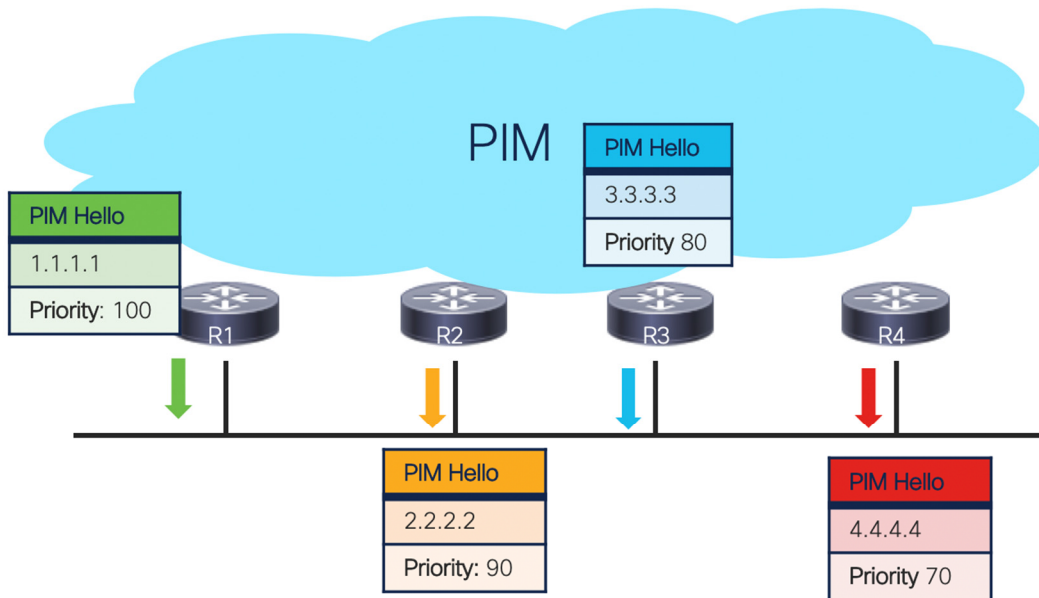 PIM
PIM Hello
3.3.3.3
Priority 80
PIM Hello
1.1.1.1
Priority: 100
R1
R2
R3
R4
PIM Hello
2.2.2.2
Priority: 90
PIM Hello
4.4.4.4
Priority 70